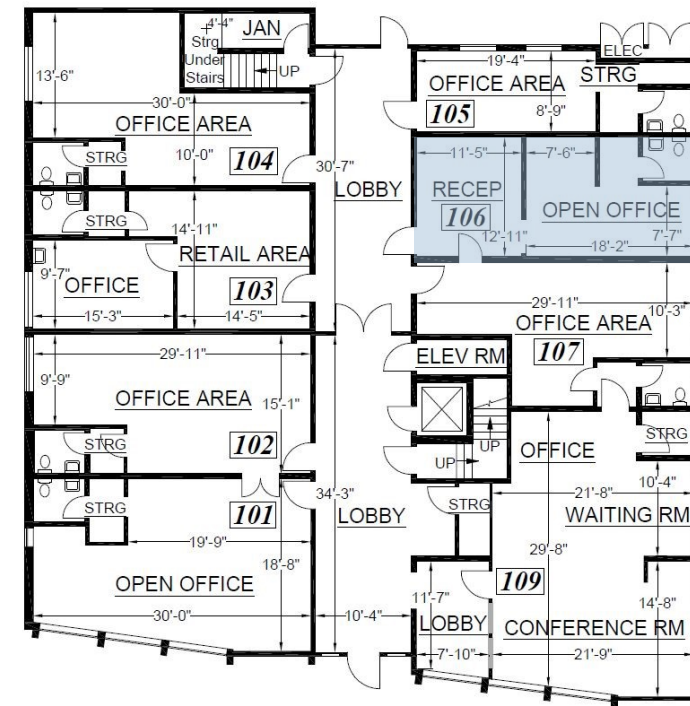 4'-4"
JAN
Strg
Under
Stairs
UP
13'-6"
30'-0"
OFFICE AREA
STRG
10'-0"
104
STRG
14'-11"
RETAIL AREA
9'-7"
OFFICE
103
15'-3"
14'-5"
29'-11"
9'-9"
OFFICE AREA
15'-1"
STRG
102
STRG
101
19'-9"
18'-8"
OPEN OFFICE
30'-0"
30'-7"
LOBBY
34'-3"
LOBBY
10'-4"
ELEC
19'-4"
STRG
OFFICE AREA
105
8'-9"
11'-5"
7'-6"
RECEP
106
OPEN OFFICE
12'-11"
7'-7"
18'-2"
29'-11"
10'-3"
OFFICE AREA
107
ELEV RM
UP
UP
OFFICE
STRG
10'-4"
21'-8"
STRG
WAITING RM
29'-8"
109
11'-7"
14'-8"
LOBBY
CONFERENCE RM
7'-10"
21'-9"